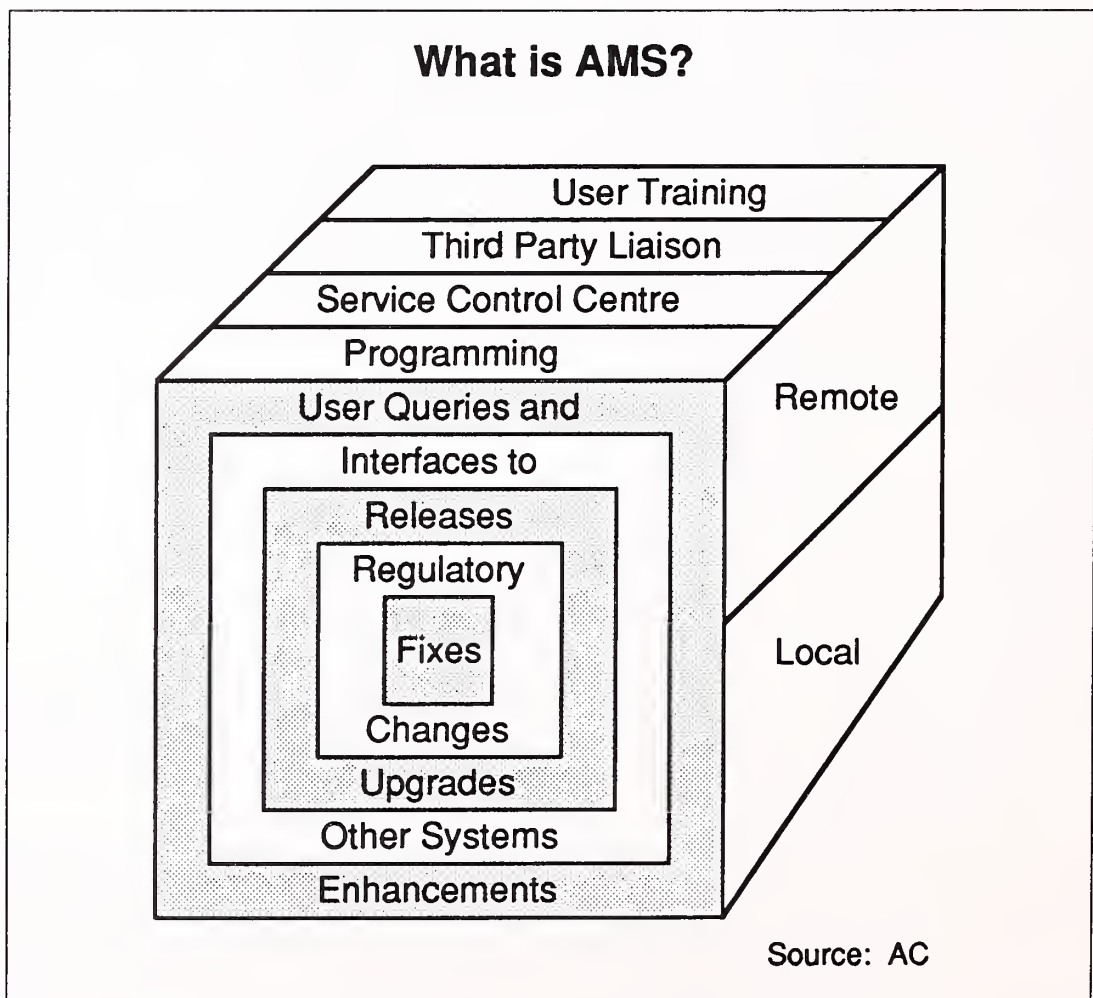 What is AMS?
User Training
Third Party Liaison
Service Control Centre
Programming
User Queries and
Interfaces to
Releases
Regulatory
Fixes
Changes
Upgrades
Other Systems
Enhancements
Remote
Local
Source: AC